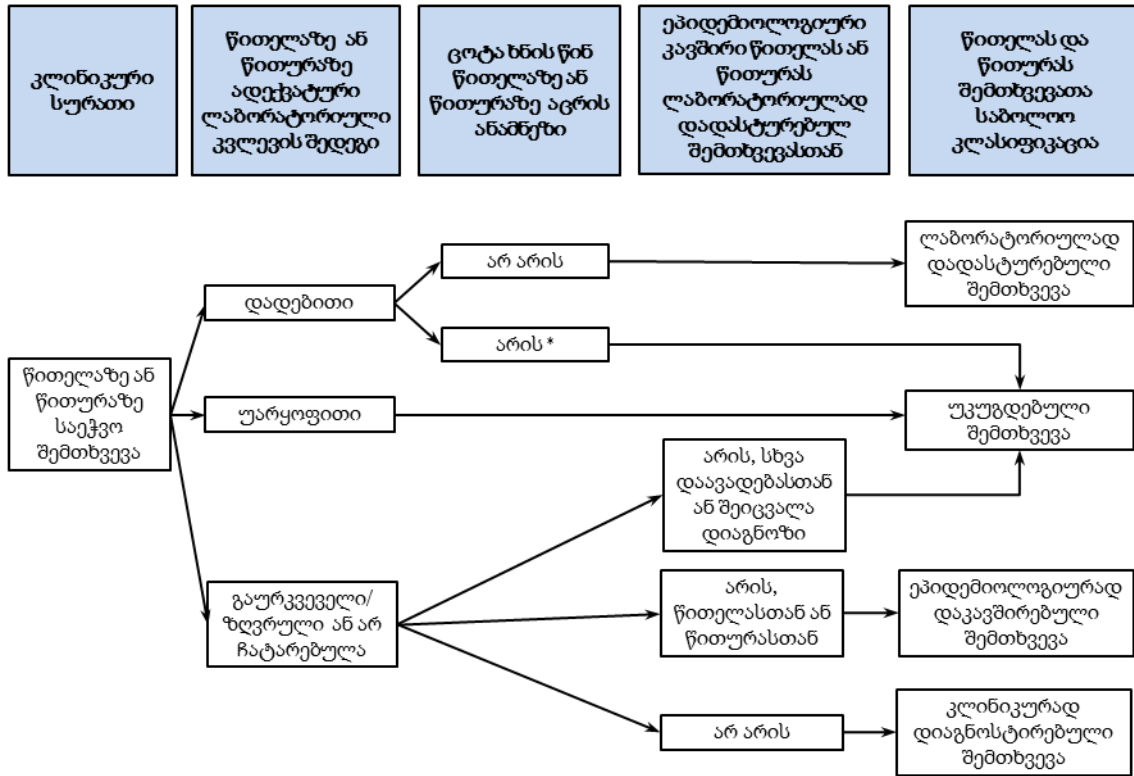 კლინიკური
სურათი
წითელაზე ან
წითურაზე
ადექვატური
ლაბორატორიული
კვლევის შედეგი
ცოტა ხნის წინ
წითელაზე ან
წითურაზე აცრის
ანამნეზი
ეპიდემიოლოგიური
კავშირი წითელას ან
წითურას
ლაბორატორიულად
დადასტურებულ
შემთხვევასთან
წითელას და
წითურას
შემთხვევათა
საბოლოო
კლასიფიკაცია
წითელაზე ან
წითურაზე
საეჭვო
შემთხვევა
დადებითი
არ არის
ლაბორატორიულად
დადასტურებული
შემთხვევა
არის *
უარყოფითი
უკუგდებული
შემთხვევა
არის, სხვა
დაავადებასთან
ან შეიცვალა
დიაგნოზი
გაურკვეველი/
ზღვრული ან არ
ჩატარებულა
არის,
წითელასთან ან
წითურასთან
ეპიდემიოლოგიურად
დაკავშირებული
შემთხვევა
არ არის
კლინიკურად
დიაგნოსტირებული
შემთხვევა